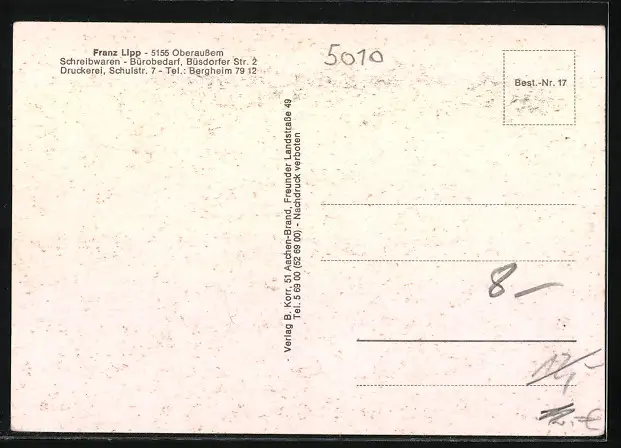 Franz Lipp - 5155 Oberaußem
Schreibwaren - Bürobedarf, Büsdorfer Str. 2
Druckerei, Schulstr. 7 - Tel.: Bergheim 79 12
5010
Best.-Nr. 17
Verlag B. Korr, 51 Aachen-Brand, Freunder Landstraße 49
Tel. 5 69 00 (52 69 00) - Nachdruck verboten
8-